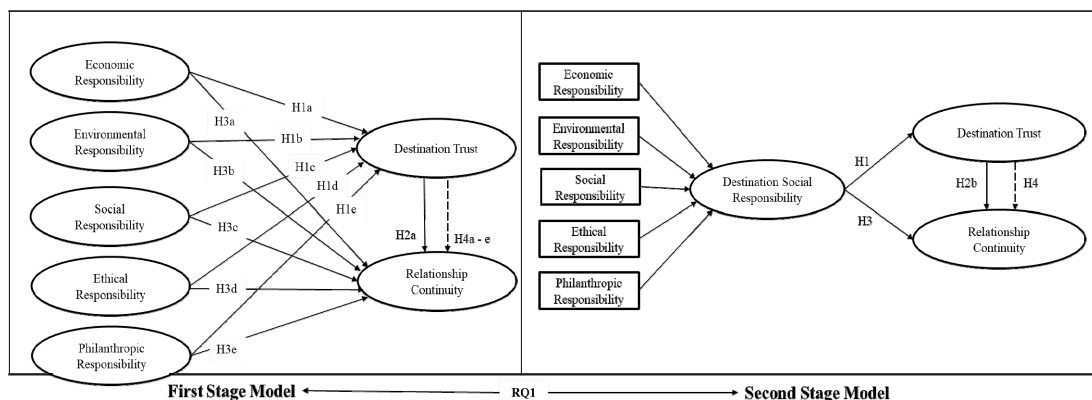 Economic
Responsibility
H1a
H3a
Environmental
Responsibility
H1b
Destination Trust
H3b
H1c
H1d
H1e
Social
Responsibility
H3c
H2a
H4a - e
Ethical
Responsibility
H3d
Relationship
Continuity
Philanthropic
Responsibility
H3e
First Stage Model
RQ1
Economic
Responsibility
Environmental
Responsibility
Social
Responsibility
Ethical
Responsibility
Philanthropic
Responsibility
Destination Social
Responsibility
H1
H3
Destination Trust
H2b
H4
Relationship
Continuity
Second Stage Model